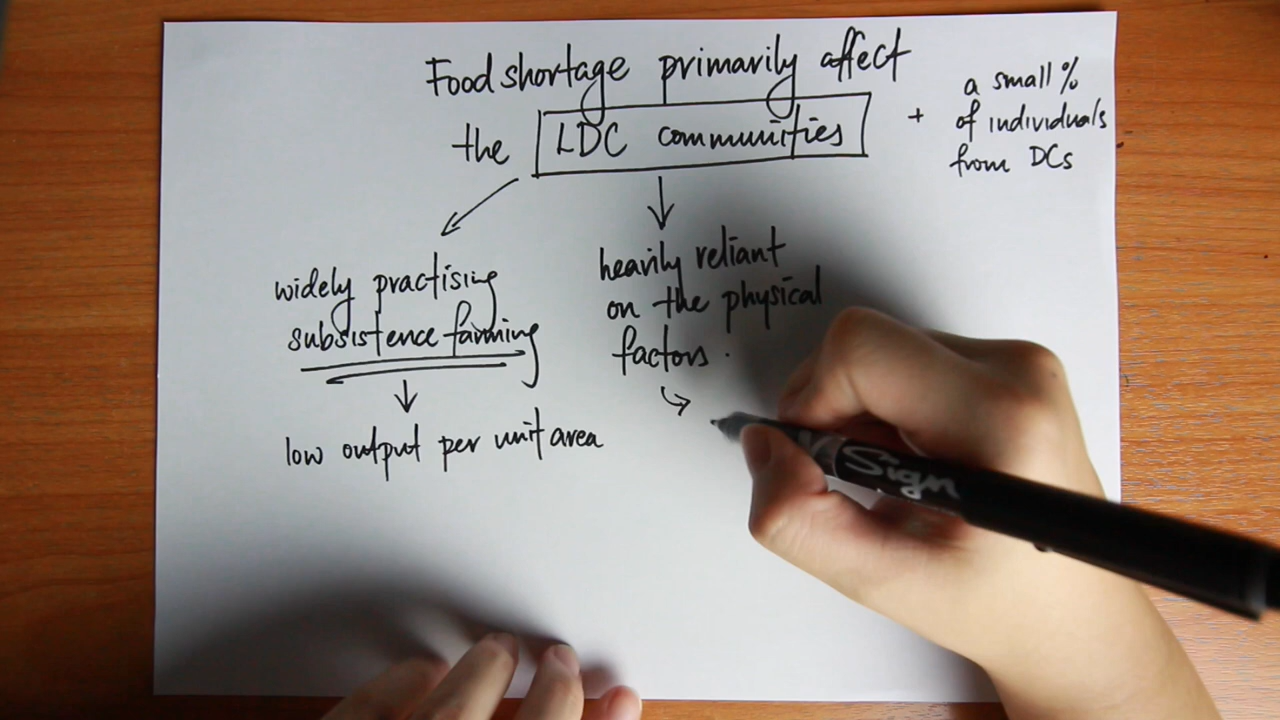 Food shortage primarily affect
the LDC communities
+ a small %
of individuals
from DCs
widely practising
subsistence farming
low output per unit area
heavily reliant
on the physical
factors.
Sign